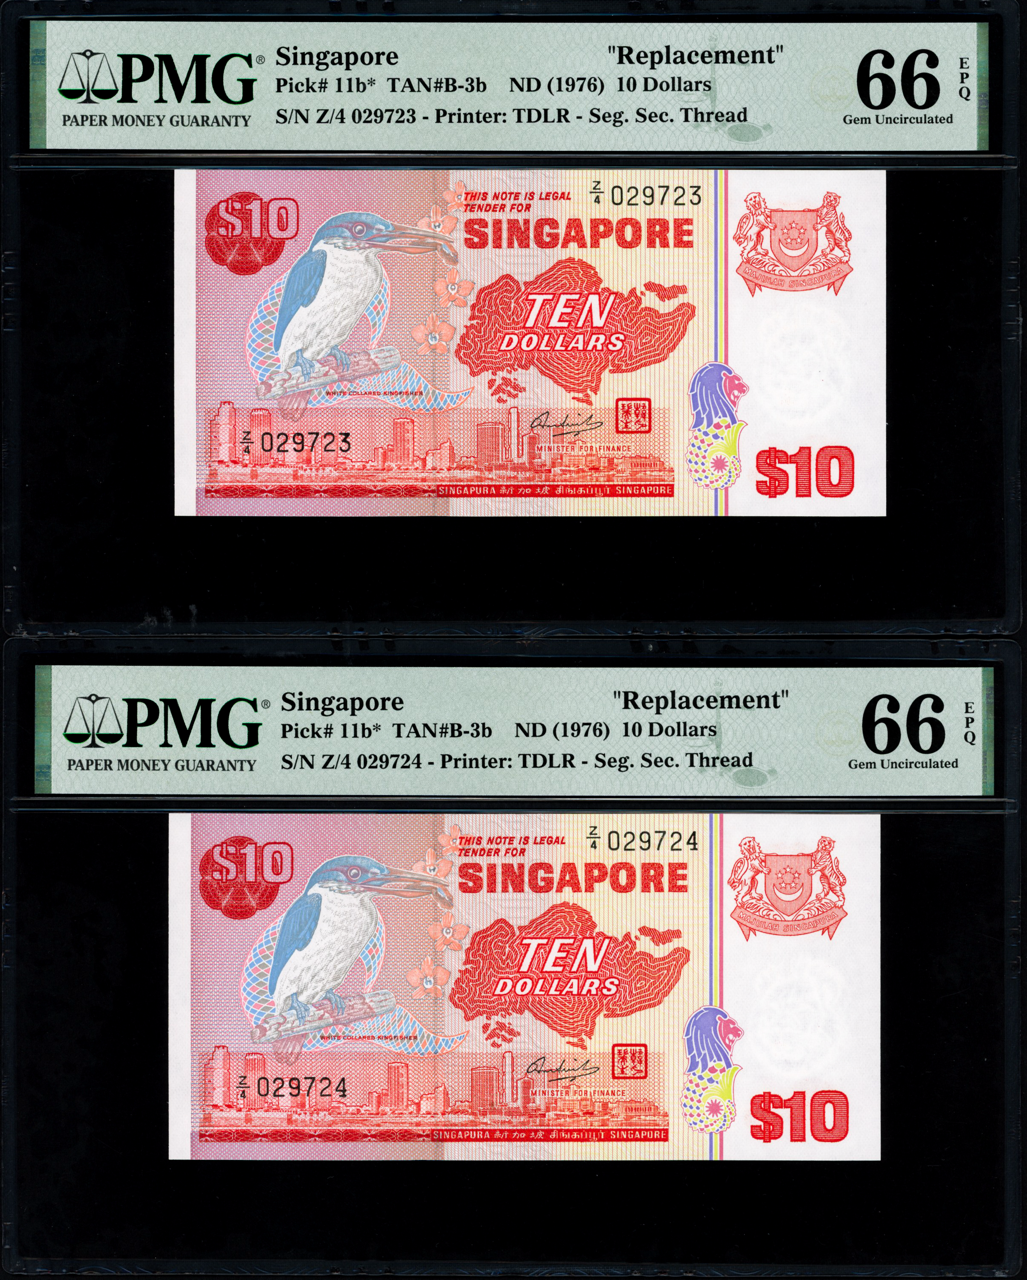 PMG®
PAPER MONEY GUARANTY
Singapore "Replacement"
Pick# 11b* TAN#B-3b ND (1976) 10 Dollars
S/N Z/4 029723 - Printer: TDLR - Seg. Sec. Thread
66 EPQ
Gem Uncirculated
$10
THIS NOTE IS LEGAL
TENDER FOR
Z/4 029723
SINGAPORE
TEN
DOLLARS
MAJULAH SINGAPURA
WHITE COLLARED KINGFISHER
Z/4 029723
MINISTER FOR FINANCE
$10
SINGAPURA 新加坡 சிங்கப்பூர் SINGAPORE
PMG®
PAPER MONEY GUARANTY
Singapore "Replacement"
Pick# 11b* TAN#B-3b ND (1976) 10 Dollars
S/N Z/4 029724 - Printer: TDLR - Seg. Sec. Thread
66 EPQ
Gem Uncirculated
$10
THIS NOTE IS LEGAL
TENDER FOR
Z/4 029724
SINGAPORE
TEN
DOLLARS
MAJULAH SINGAPURA
WHITE COLLARED KINGFISHER
Z/4 029724
MINISTER FOR FINANCE
$10
SINGAPURA 新加坡 சிங்கப்பூர் SINGAPORE